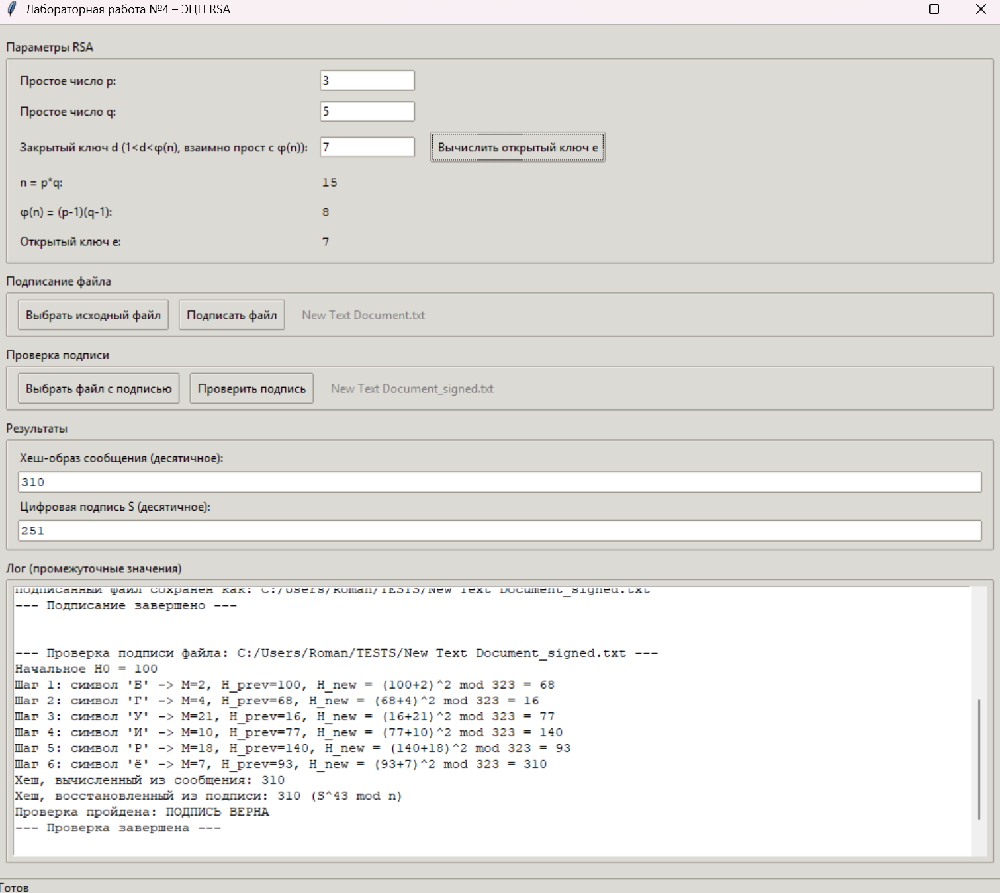 Лабораторная работа №4 – ЭЦП RSA
Параметры RSA
Простое число p: 3
Простое число q: 5
Закрытый ключ d (1<d<φ(n), взаимно прост с φ(n)): 7 Вычислить открытый ключ e
n = p*q: 15
φ(n) = (p-1)(q-1): 8
Открытый ключ e: 7
Подписание файла
Выбрать исходный файл Подписать файл New Text Document.txt
Проверка подписи
Выбрать файл с подписью Проверить подпись New Text Document_signed.txt
Результаты
Хеш-образ сообщения (десятичное):
310
Цифровая подпись S (десятичное):
251
Лог (промежуточные значения)
Подписанный файл сохранён как: C:/Users/Roman/TESTS/New Text Document_signed.txt
--- Подписание завершено ---
--- Проверка подписи файла: C:/Users/Roman/TESTS/New Text Document_signed.txt ---
Начальное H0 = 100
Шаг 1: символ 'Б' -> M=2, H_prev=100, H_new = (100+2)^2 mod 323 = 68
Шаг 2: символ 'Г' -> M=4, H_prev=68, H_new = (68+4)^2 mod 323 = 16
Шаг 3: символ 'У' -> M=21, H_prev=16, H_new = (16+21)^2 mod 323 = 77
Шаг 4: символ 'И' -> M=10, H_prev=77, H_new = (77+10)^2 mod 323 = 140
Шаг 5: символ 'Р' -> M=18, H_prev=140, H_new = (140+18)^2 mod 323 = 93
Шаг 6: символ 'ё' -> M=7, H_prev=93, H_new = (93+7)^2 mod 323 = 310
Хеш, вычисленный из сообщения: 310
Хеш, восстановленный из подписи: 310 (S^43 mod n)
Проверка пройдена: ПОДПИСЬ ВЕРНА
--- Проверка завершена ---
Готов